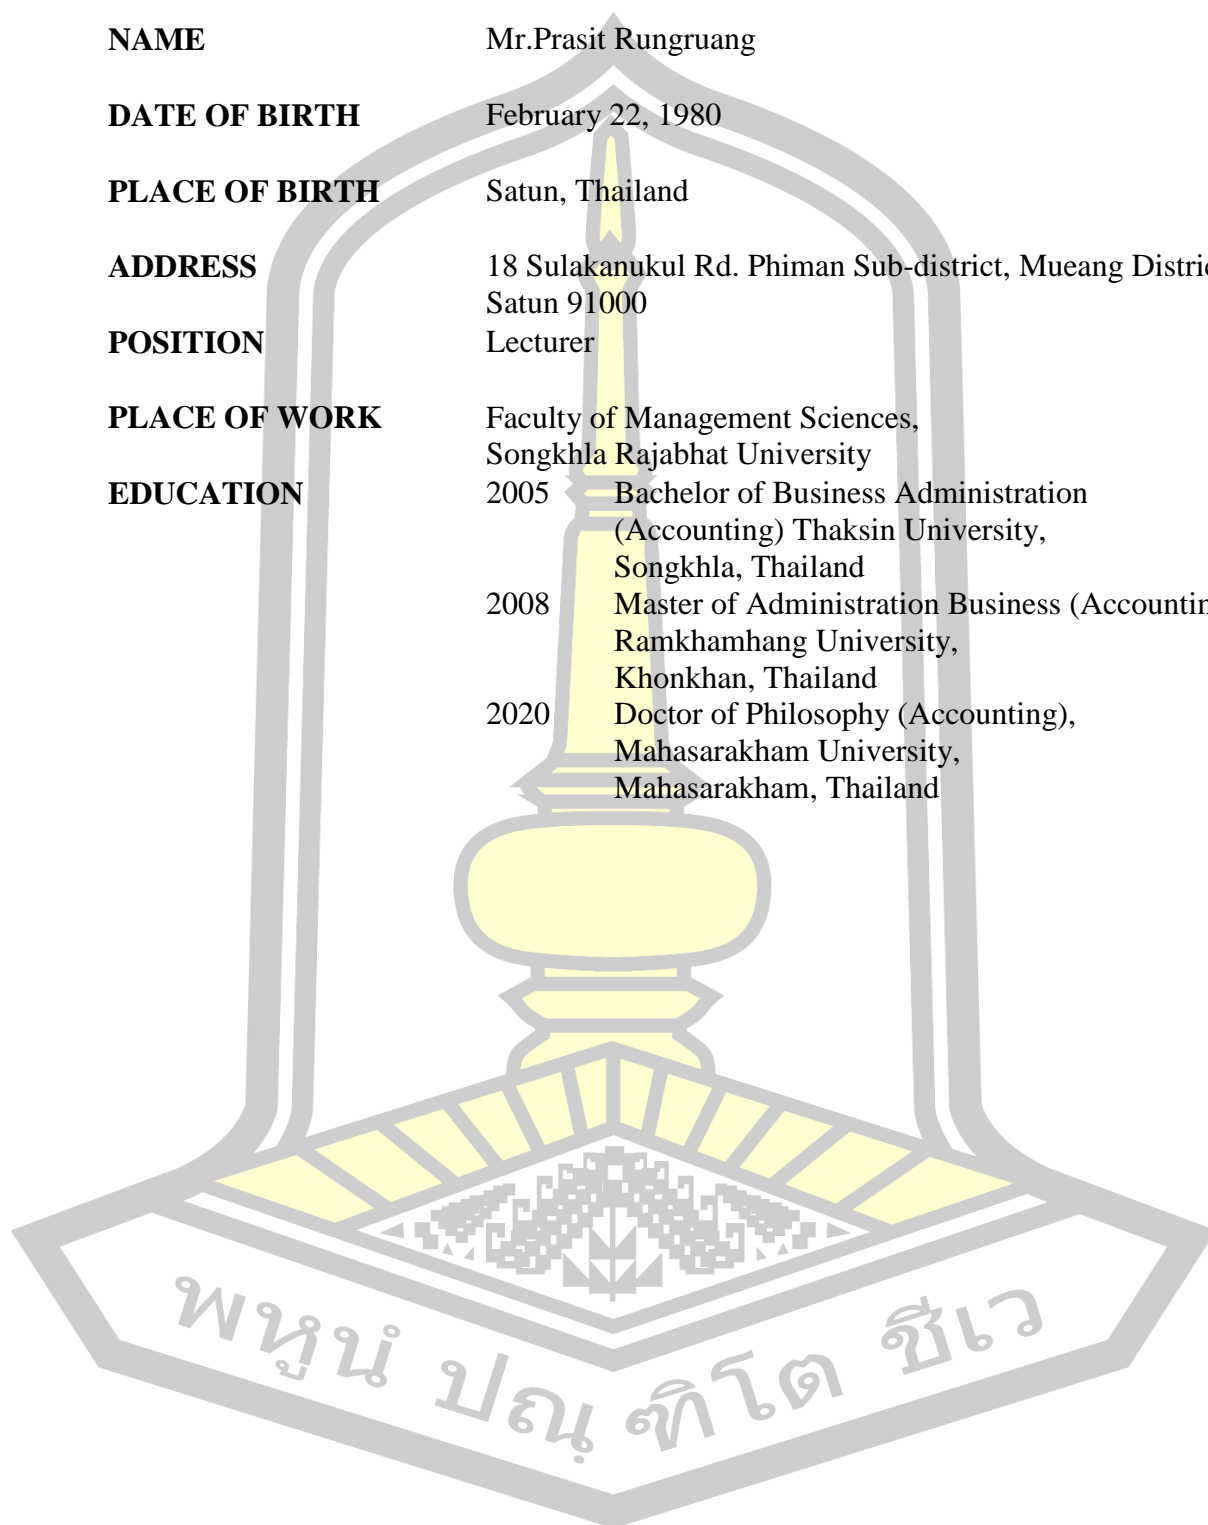 NAME Mr.Prasit Rungruang
DATE OF BIRTH February 22, 1980
PLACE OF BIRTH Satun, Thailand
ADDRESS 18 Sulakanukul Rd. Phiman Sub-district, Mueang
Satun 91000
POSITION Lecturer
PLACE OF WORK Faculty of Management Sciences,
Songkhla Rajabhat University
EDUCATION 2005 Bachelor of Business Administration
(Accounting) Thaksin University,
Songkhla, Thailand
2008 Master of Administration Business
Ramkhamhang University,
Khonkhan, Thailand
2020 Doctor of Philosophy (Accounting),
Mahasarakham University,
Mahasarakham, Thailand
พหูนํ ปณฺฑิโต ชีเว